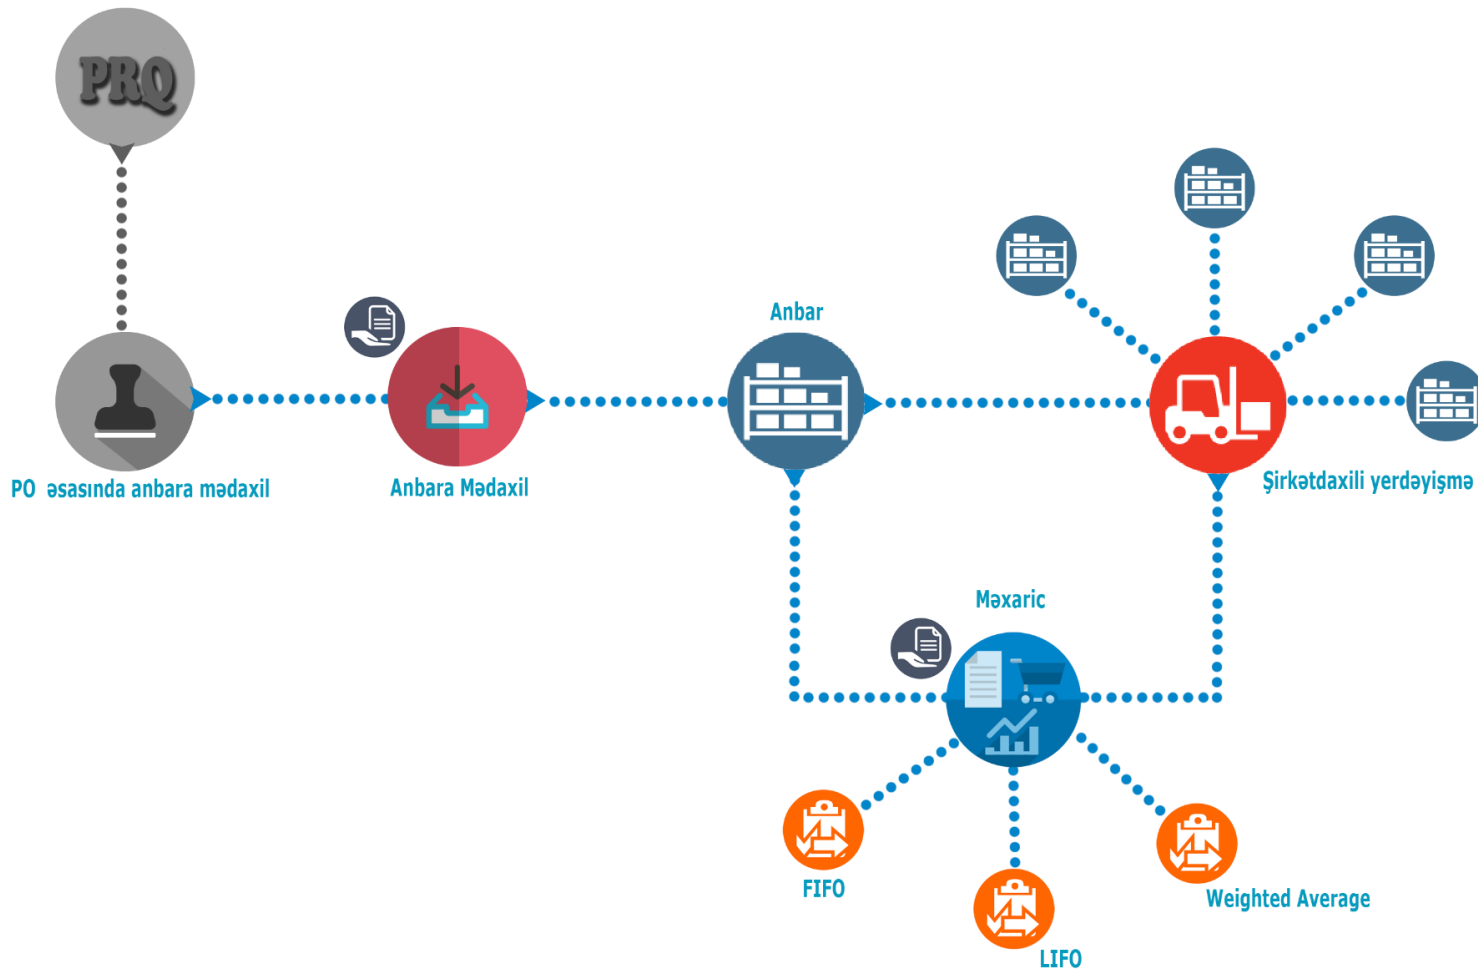 PRQ
Anbar
PO əsasında anbara mədaxil
Anbara Mədaxil
Şirkətdaxili yerdəyişmə
Məxaric
FIFO
LIFO
Weighted Average